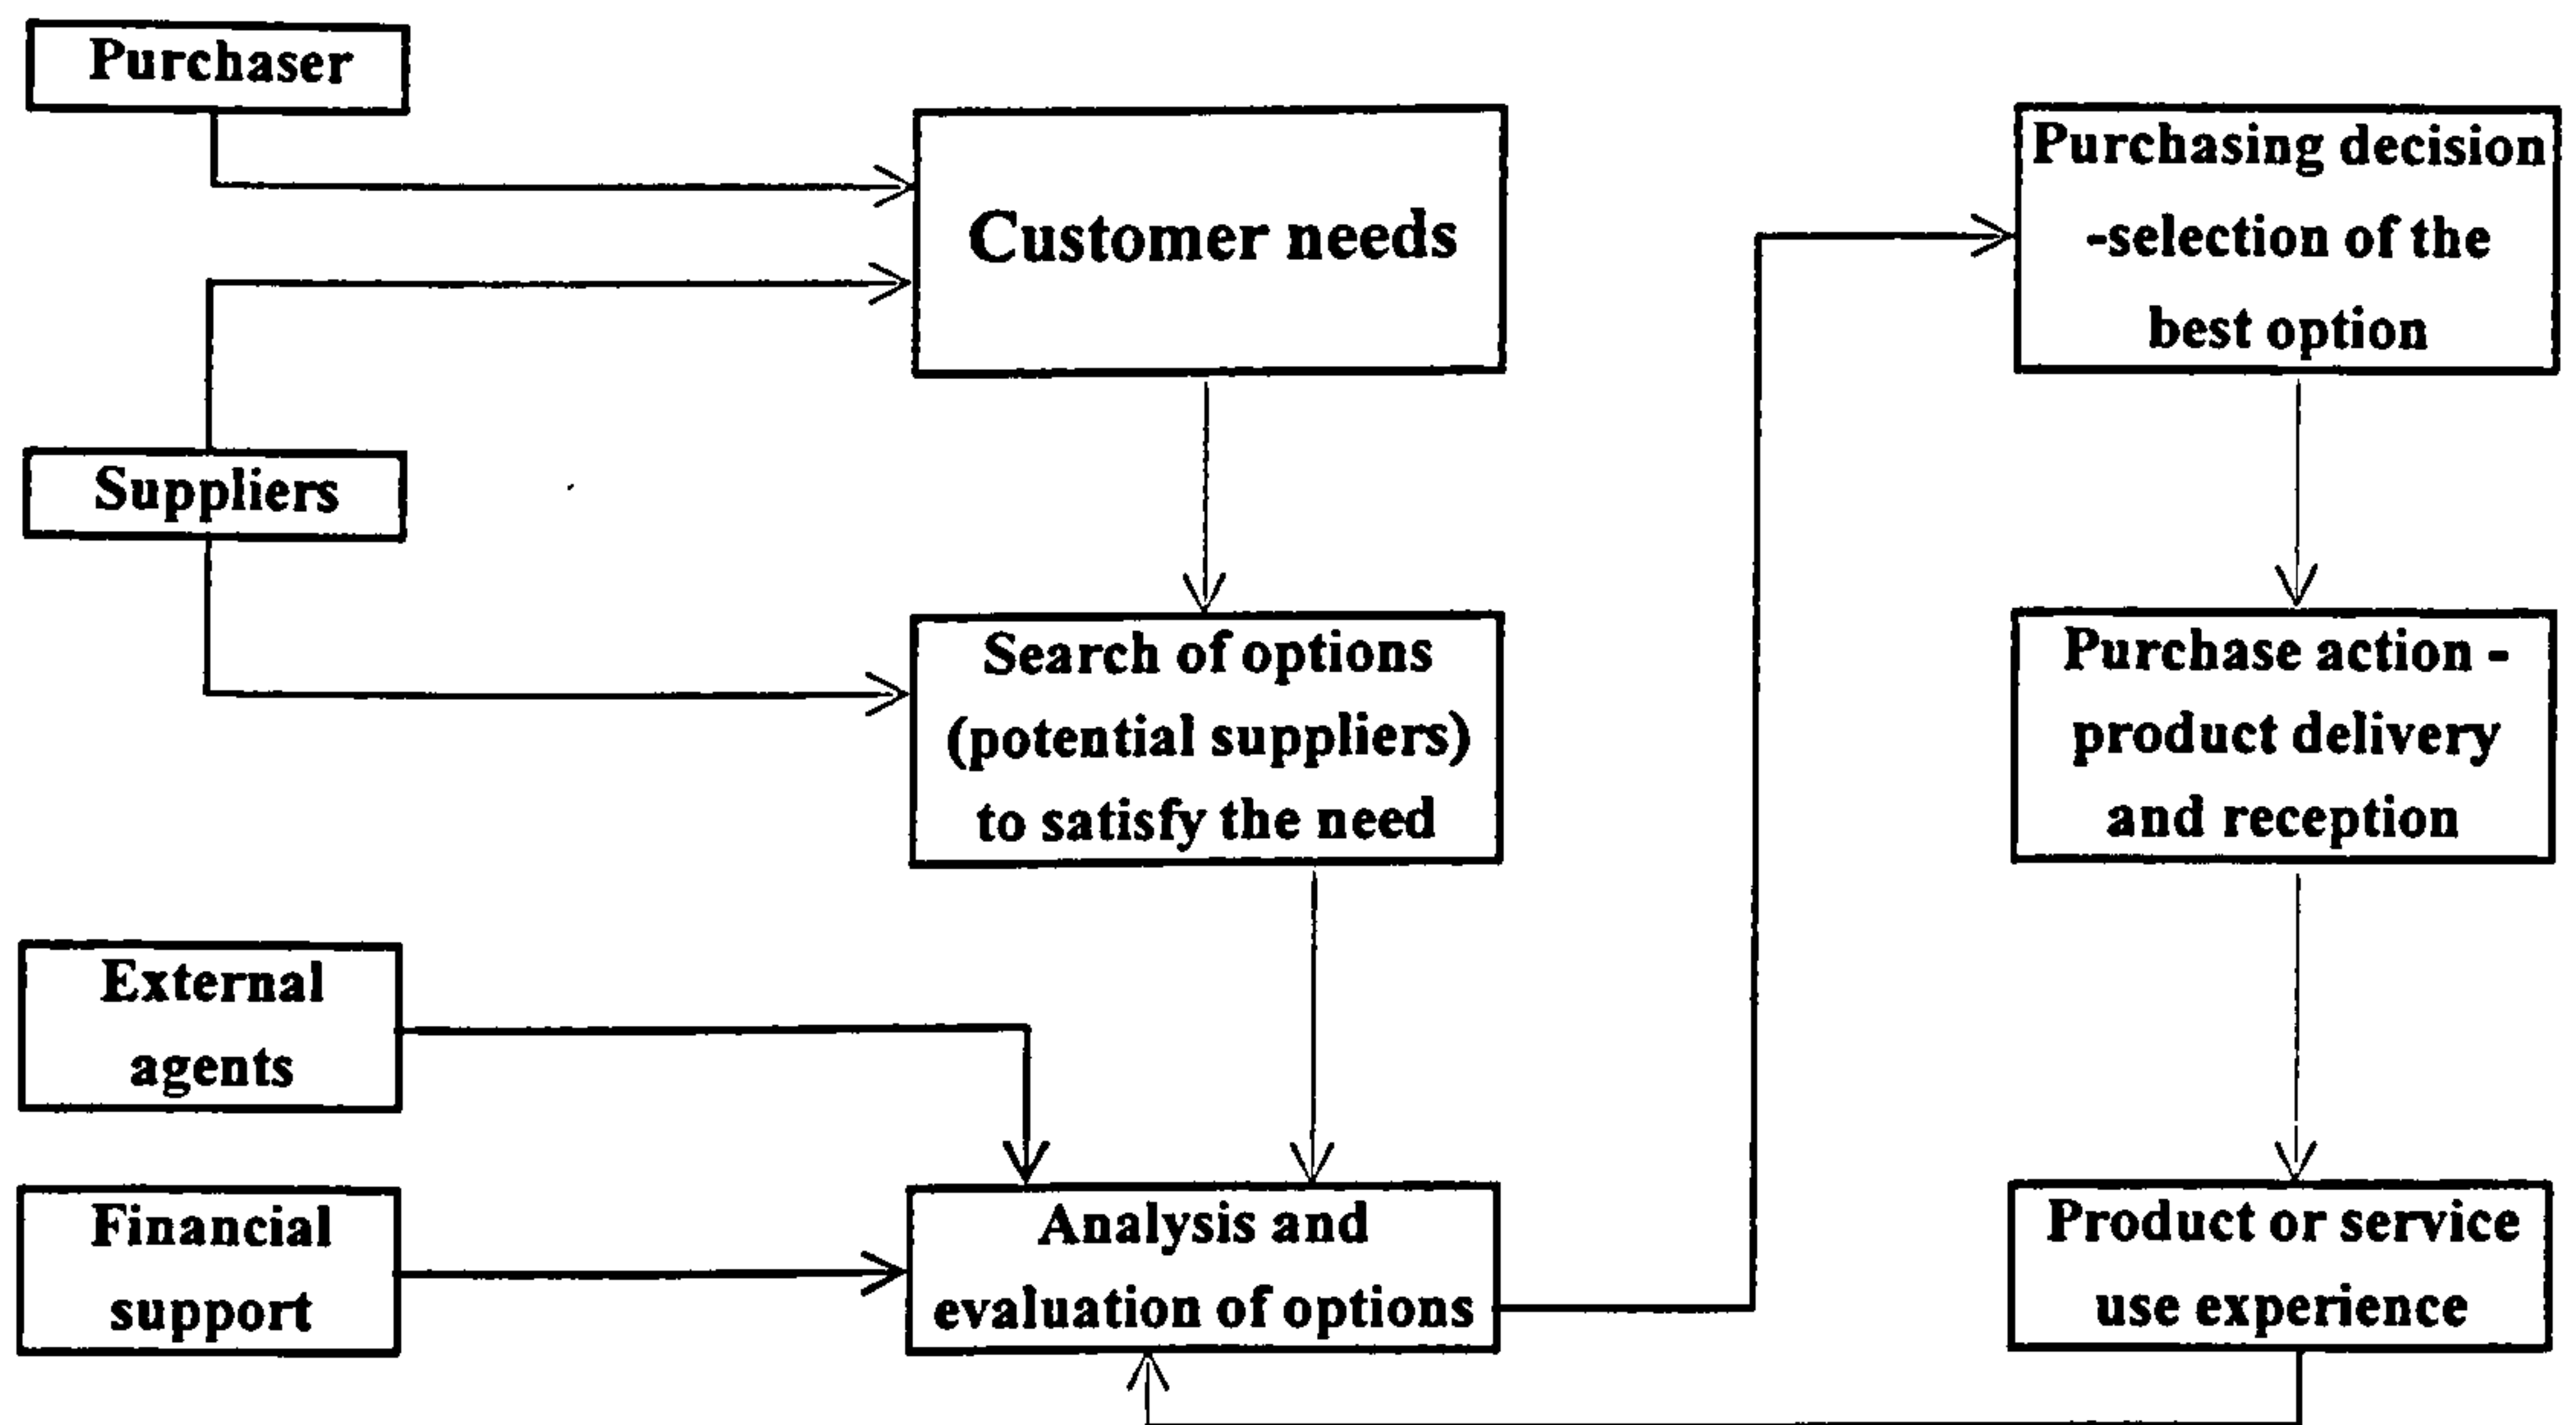 Purchaser
Customer needs
Purchasing decision
-selection of the
best option
Suppliers
Search of options
(potential suppliers)
to satisfy the need
Purchase action -
product delivery
and reception
External
agents
Financial
support
Analysis and
evaluation of options
Product or service
use experience